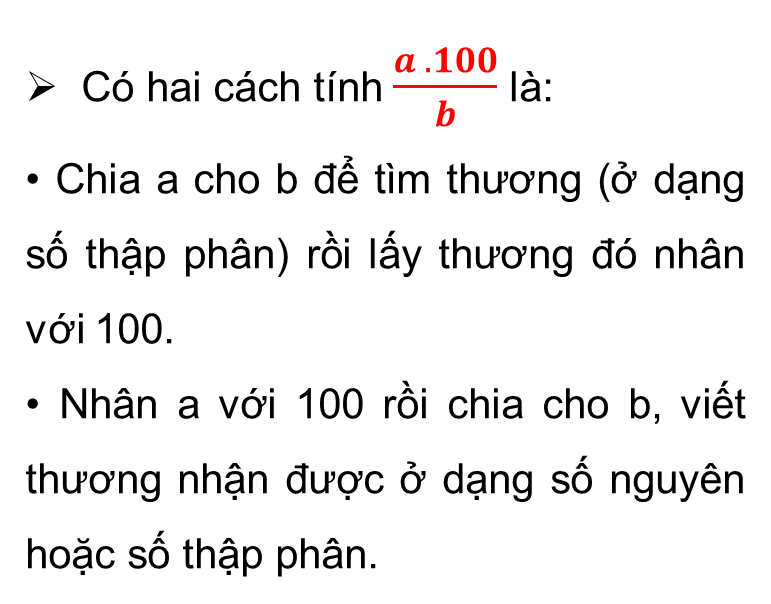 ➢ Có hai cách tính $\frac{a .100}{b}$ là:
• Chia a cho b để tìm thương (ở dạng
số thập phân) rồi lấy thương đó nhân
với 100.
• Nhân a với 100 rồi chia cho b, viết
thương nhận được ở dạng số nguyên
hoặc số thập phân.